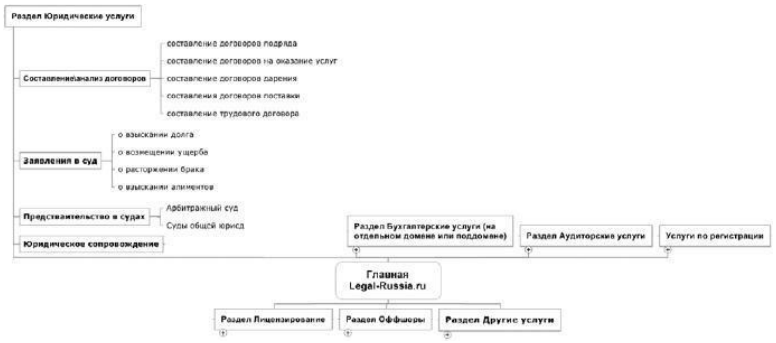 Раздел Юридические услуги
составление договоров подряда
составление договоров на оказание услуг
Составление\анализ договоров
составление договоров дарения
составления договоров поставки
составление трудового договора
о взыскании долга
о возмещении ущерба
Заявления в суд
о расторжении брака
о взыскании алиментов
Арбитражный суд
Представительство в судах
Суды общей юрисд
Юридическое сопровождение
Раздел Бухгалтерские услуги (на
отдельном домене или поддомене)
Раздел Аудиторские услуги
Услуги по регистрации
Главная
Legal-Russia.ru
Раздел Лицензирование
Раздел Оффшоры
Раздел Другие услуги